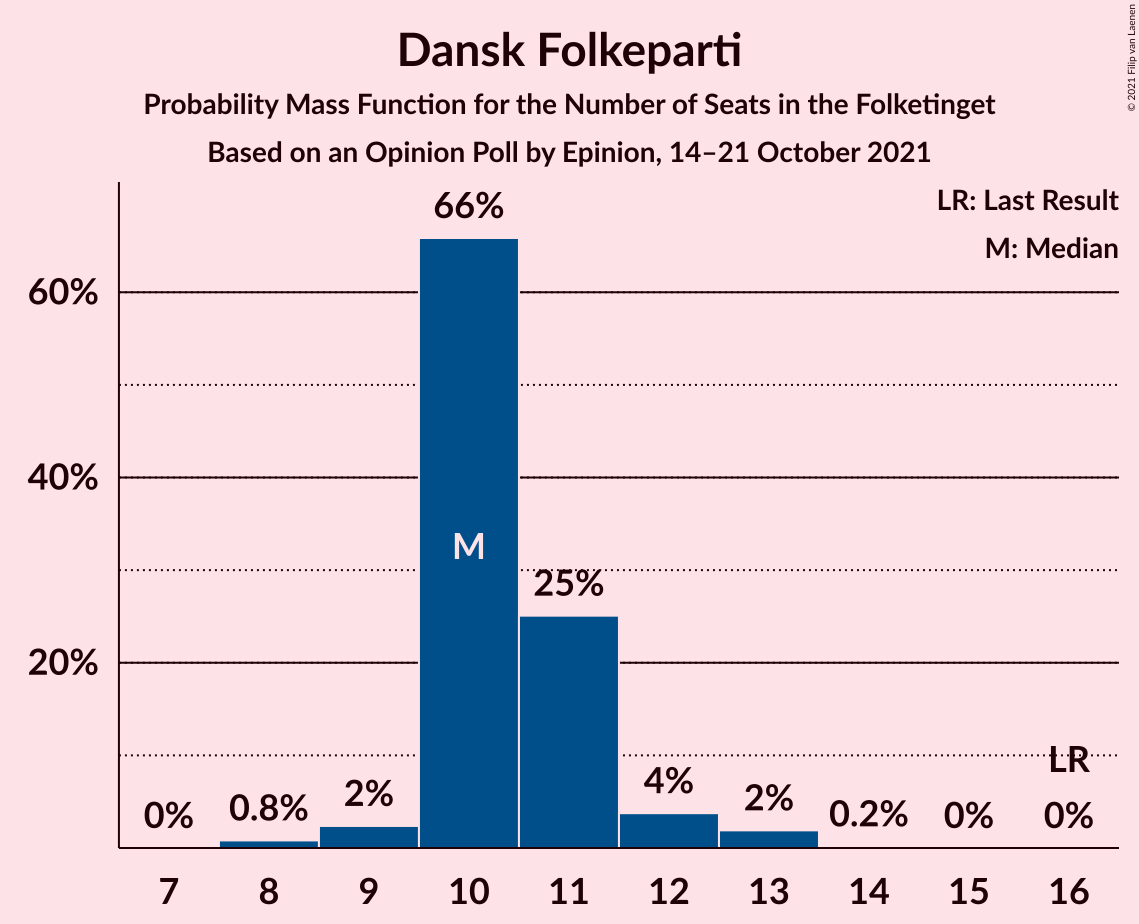 Dansk Folkeparti
Probability Mass Function for the Number of Seats in the Folketinget
Based on an Opinion Poll by Epinion, 14–21 October 2021
© 2021 Filip van Laenen
LR: Last Result
M: Median
60%
40%
20%
0%
0.8%
2%
66%
M
25%
4%
2%
0.2%
0%
LR
0%
7
8
9
10
11
12
13
14
15
16